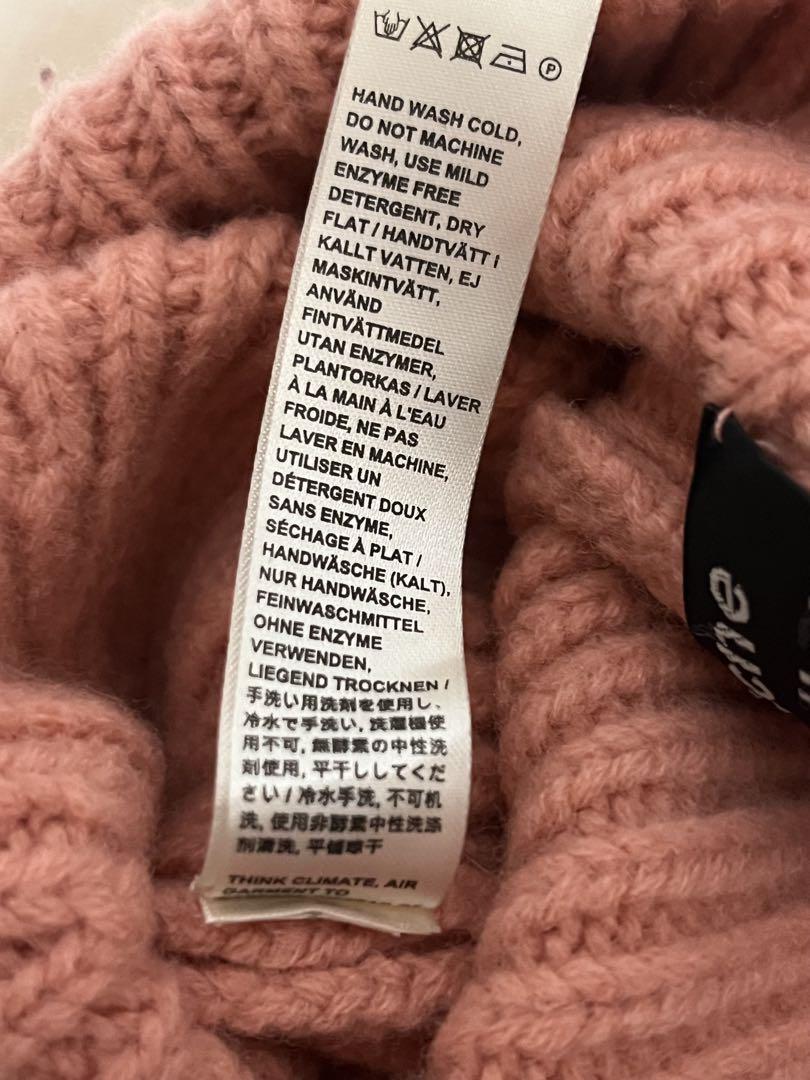 P
HAND WASH COLD,
DO NOT MACHINE
WASH, USE MILD
ENZYME FREE
DETERGENT, DRY
FLAT / HANDTVÄTT I
KALLT VATTEN, EJ
MASKINTVÄTT,
ANVÄND
FINTVÄTTMEDEL
UTAN ENZYMER,
PLANTORKAS / LAVER
À LA MAIN À L'EAU
FROIDE, NE PAS
LAVER EN MACHINE,
UTILISER UN
DÉTERGENT DOUX
SANS ENZYME,
SÉCHAGE À PLAT /
HANDWÄSCHE (KALT),
NUR HANDWÄSCHE,
FEINWASCHMITTEL
OHNE ENZYME
VERWENDEN,
LIEGEND TROCKNEN /
手洗い用洗剤を使用し、
冷水で手洗い, 洗濯機使
用不可, 無酵素の中性洗
剤使用, 平干ししてくだ
さい / 冷水手洗, 不可机
洗, 使用非酵素中性洗涤
剂清洗, 平铺晾干
THINK CLIMATE, AIR
GARMENT TO